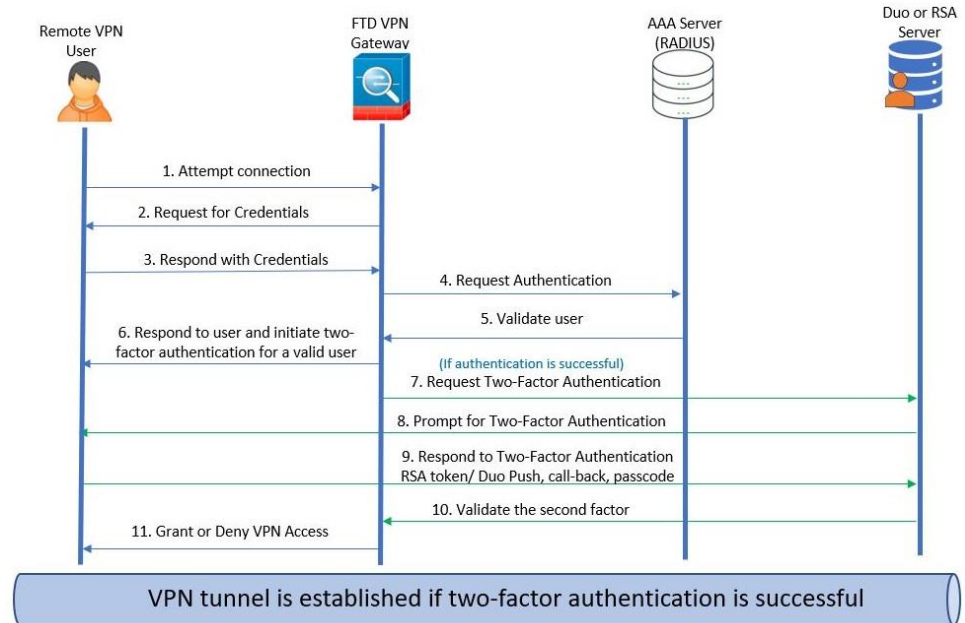 Remote VPN
User
FTD VPN
Gateway
AAA Server
(RADIUS)
Duo or RSA
Server
1. Attempt connection
2. Request for Credentials
3. Respond with Credentials
4. Request Authentication
5. Validate user
6. Respond to user and initiate two-
factor authentication for a valid user
(If authentication is successful)
7. Request Two-Factor Authentication
8. Prompt for Two-Factor Authentication
9. Respond to Two-Factor Authentication
RSA token/ Duo Push, call-back, passcode
10. Validate the second factor
11. Grant or Deny VPN Access
VPN tunnel is established if two-factor authentication is successful